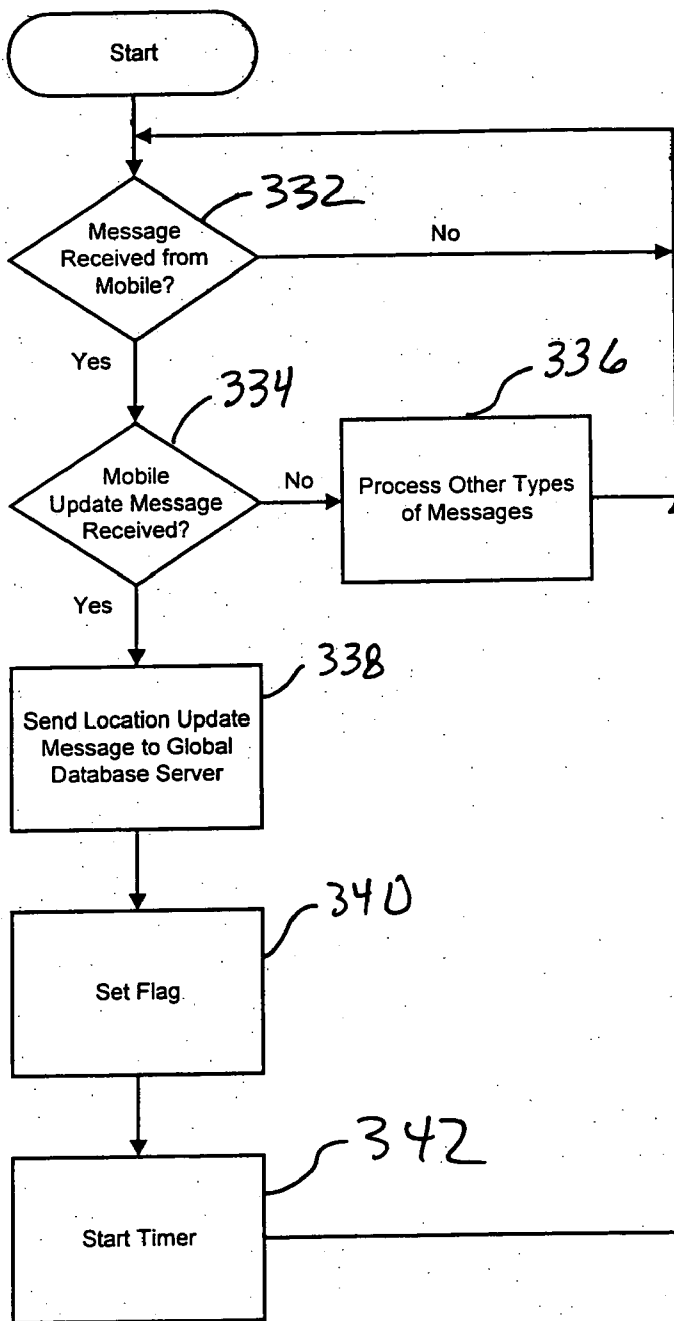 Start
332
Message
Received from
Mobile?
No
Yes
336
334
Mobile
Update Message
Received?
No
Process Other Types
of Messages
Yes
338
Send Location Update
Message to Global
Database Server
340
Set Flag
342
Start Timer